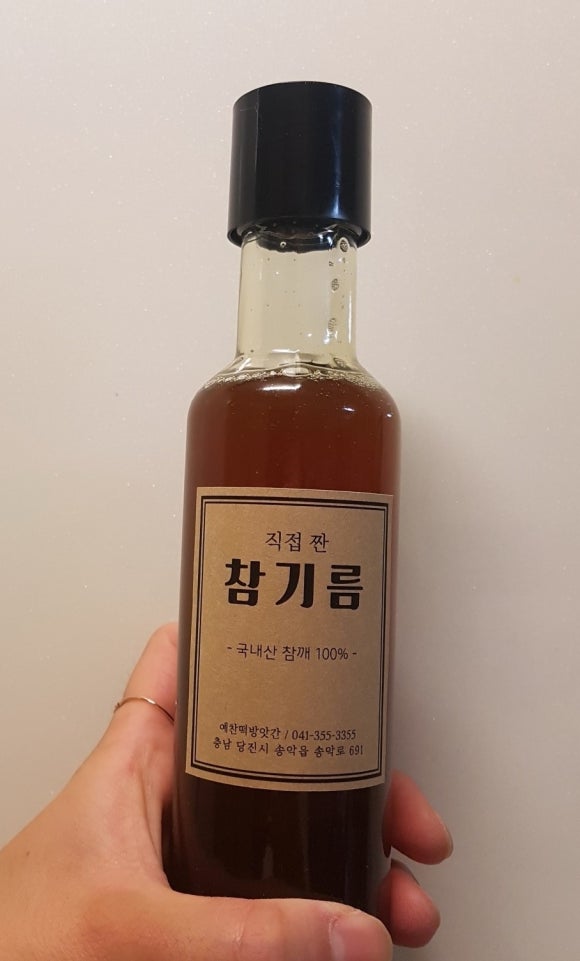 직접 짠
참기름
- 국내산 참깨 100% -
예찬떡방앗간 / 041-355-3355
충남 당진시 송악읍 송악로 691